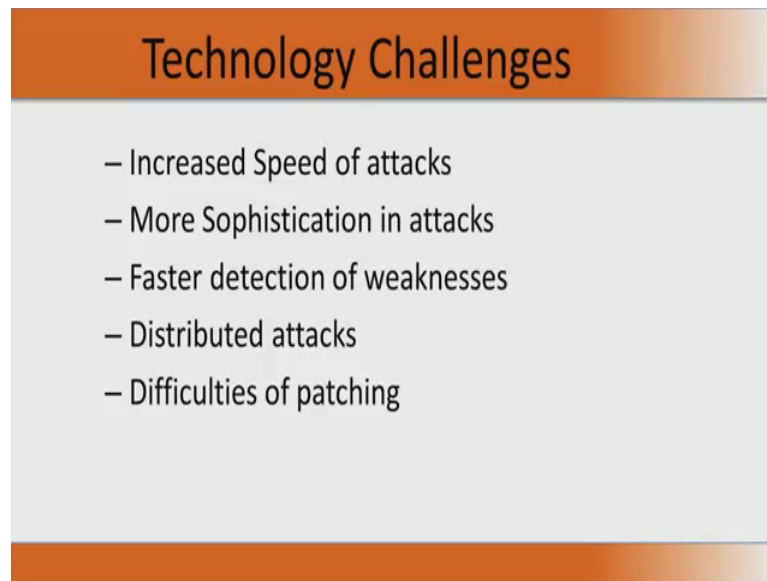 Technology Challenges
– Increased Speed of attacks
– More Sophistication in attacks
– Faster detection of weaknesses
– Distributed attacks
– Difficulties of patching